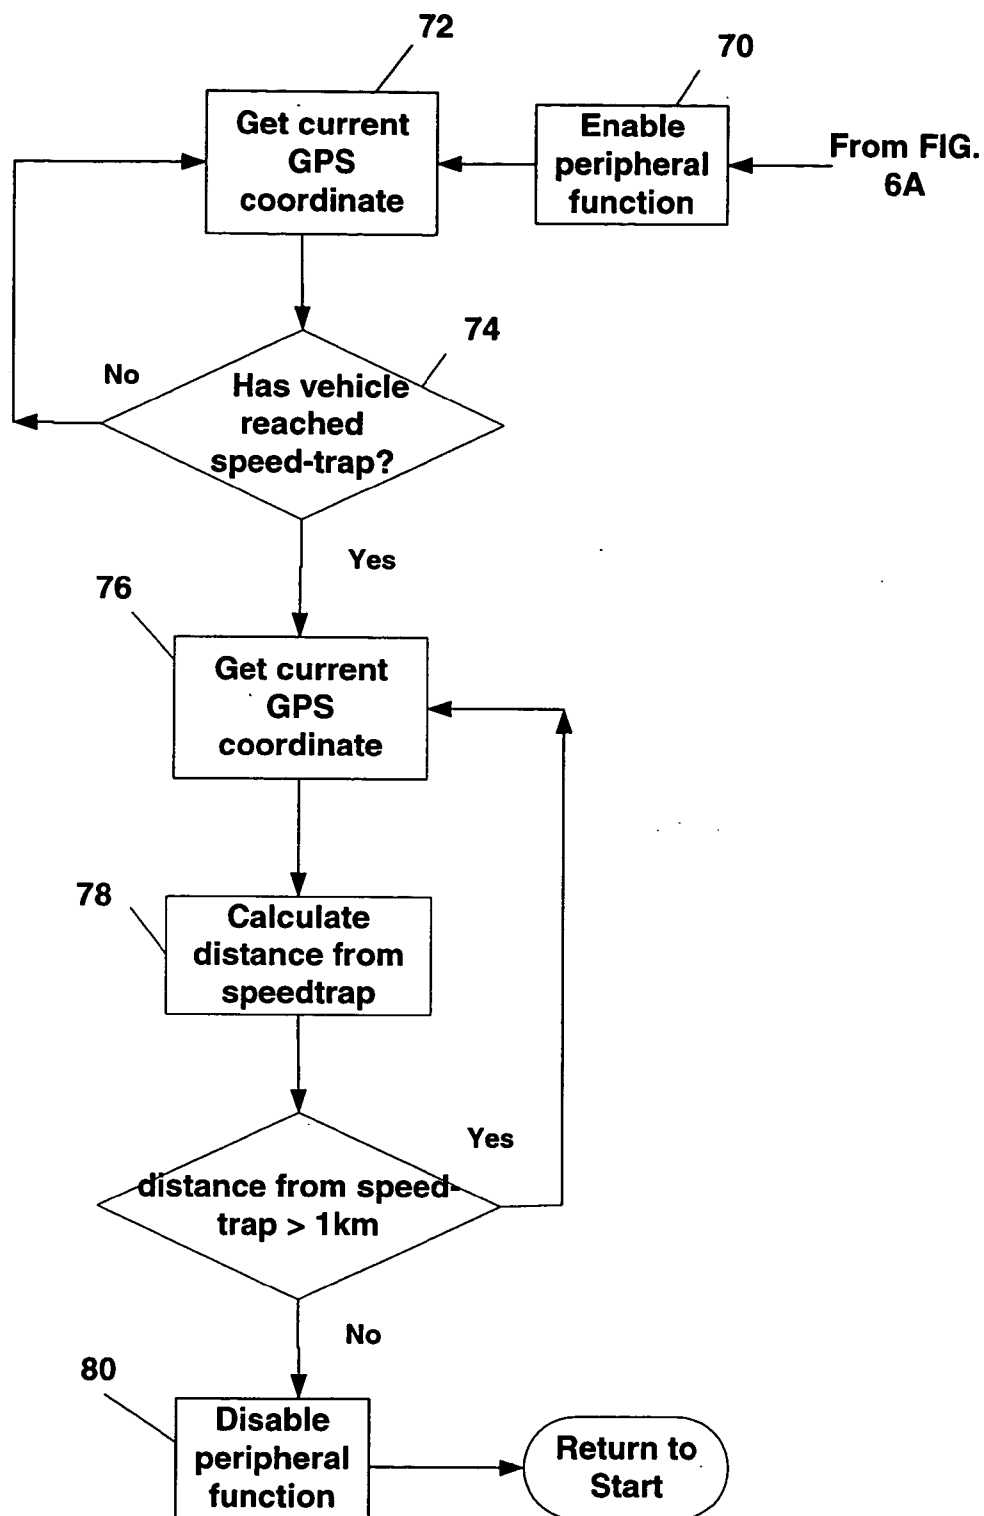 72
70
Get current
GPS
coordinate
Enable
peripheral
function
From FIG.
6A
74
No
Has vehicle
reached
speed-trap?
Yes
76
Get current
GPS
coordinate
78
Calculate
distance from
speedtrap
Yes
distance from speed-
trap > 1km
No
80
Disable
peripheral
function
Return to
Start